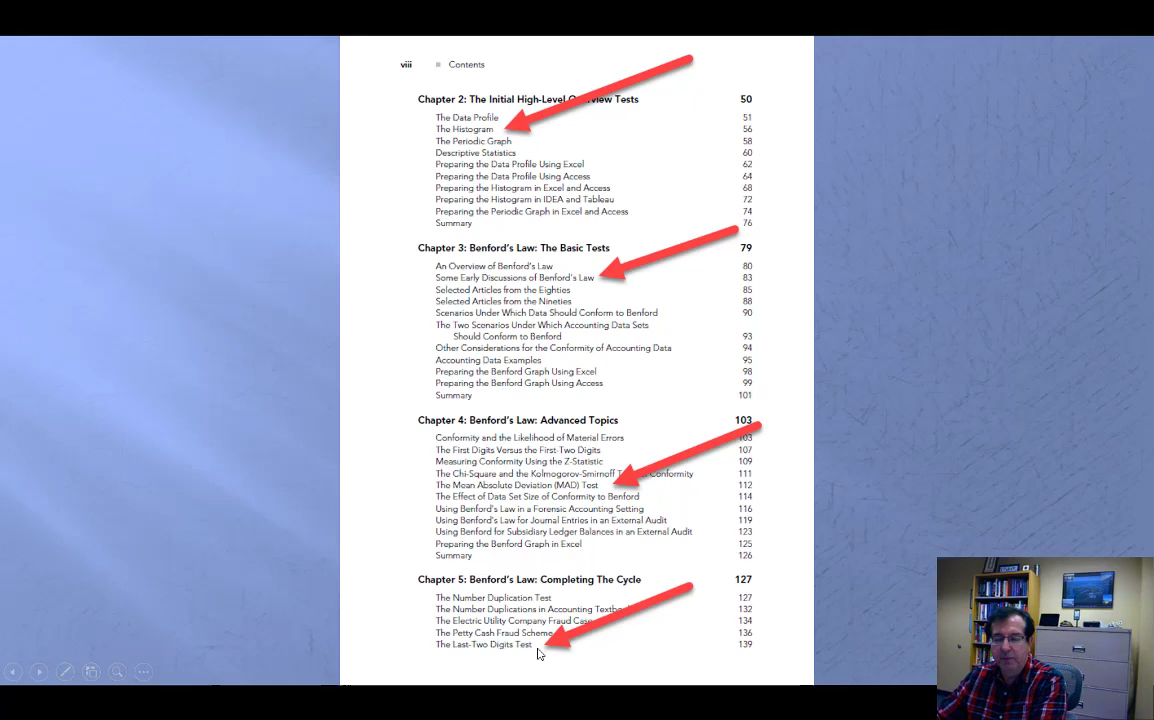 viii Contents
Chapter 2: The Initial High-Level Overview Tests 50
The Data Profile 51
The Histogram 56
The Periodic Graph 58
Descriptive Statistics 60
Preparing the Data Profile Using Excel 62
Preparing the Data Profile Using Access 64
Preparing the Histogram in Excel and Access 68
Preparing the Histogram in IDEA and Tableau 72
Preparing the Periodic Graph in Excel and Access 74
Summary 76
Chapter 3: Benford's Law: The Basic Tests 79
An Overview of Benford's Law 80
Some Early Discussions of Benford's Law 83
Selected Articles from the Eighties 85
Selected Articles from the Nineties 88
Scenarios Under Which Data Should Conform to Benford 90
The Two Scenarios Under Which Accounting Data Sets
Should Conform to Benford 93
Other Considerations for the Conformity of Accounting Data 94
Accounting Data Examples 95
Preparing the Benford Graph Using Excel 98
Preparing the Benford Graph Using Access 99
Summary 101
Chapter 4: Benford's Law: Advanced Topics 103
Conformity and the Likelihood of Material Errors 103
The First Digits Versus the First-Two Digits 107
Measuring Conformity Using the Z-Statistic 109
The Chi-Square and the Kolmogorov-Smirnoff Conformity 111
The Mean Absolute Deviation (MAD) Test 112
The Effect of Data Set Size of Conformity to Benford 114
Using Benford's Law in a Forensic Accounting Setting 116
Using Benford's Law for Journal Entries in an External Audit 119
Using Benford for Subsidiary Ledger Balances in an External Audit 123
Preparing the Benford Graph in Excel 125
Summary 126
Chapter 5: Benford's Law: Completing The Cycle 127
The Number Duplication Test 127
The Number Duplications in Accounting 132
The Electric Utility Company Fraud Case 134
The Petty Cash Fraud Scheme 136
The Last-Two Digits Test 139